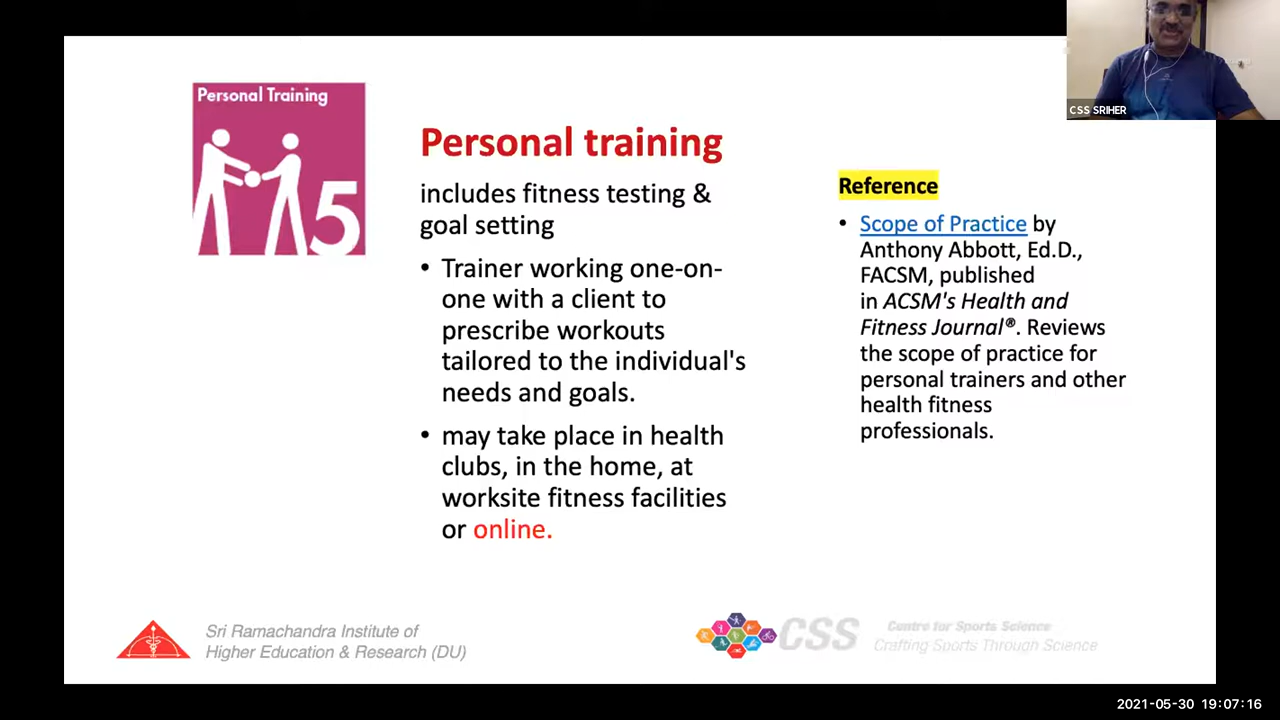 Personal Training
5
Personal training
includes fitness testing &
goal setting
• Trainer working one-on-
one with a client to
prescribe workouts
tailored to the individual's
needs and goals.
• may take place in health
clubs, in the home, at
worksite fitness facilities
or online.
Reference
• Scope of Practice by
Anthony Abbott, Ed.D.,
FACSM, published
in ACSM's Health and
Fitness Journal®. Reviews
the scope of practice for
personal trainers and other
health fitness
professionals.
CSS SRIHER
Sri Ramachandra Institute of
Higher Education & Research (DU)
CSS
Centre for Sports Science
Crafting Sports Through Science
2021-05-30 19:07:16